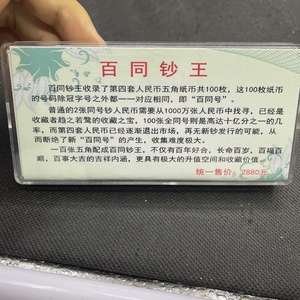 百同钞王
百同钞王收录了第四套人民币五角纸币共100枚，这100枚纸币
的号码除冠字号之外都一一对应相同，即“百同号”。
普通的2张同号钞人民币需要从1000万张人民币中找寻，已经是
收藏者趋之若鹜的收藏之宝，100张全同号则是高达十亿分之一的几
率，而第四套人民币已经逐渐退出市场，再无新钞发行的可能，从
而断绝了新“百同号”的产生，收集难度极大。
一百张五角配成百同钞王，不仅有百年好合，长命百岁，百福百
顺，百事大吉的吉祥内涵，更具有极大的升值空间和收藏价值。
统一售价：2880元